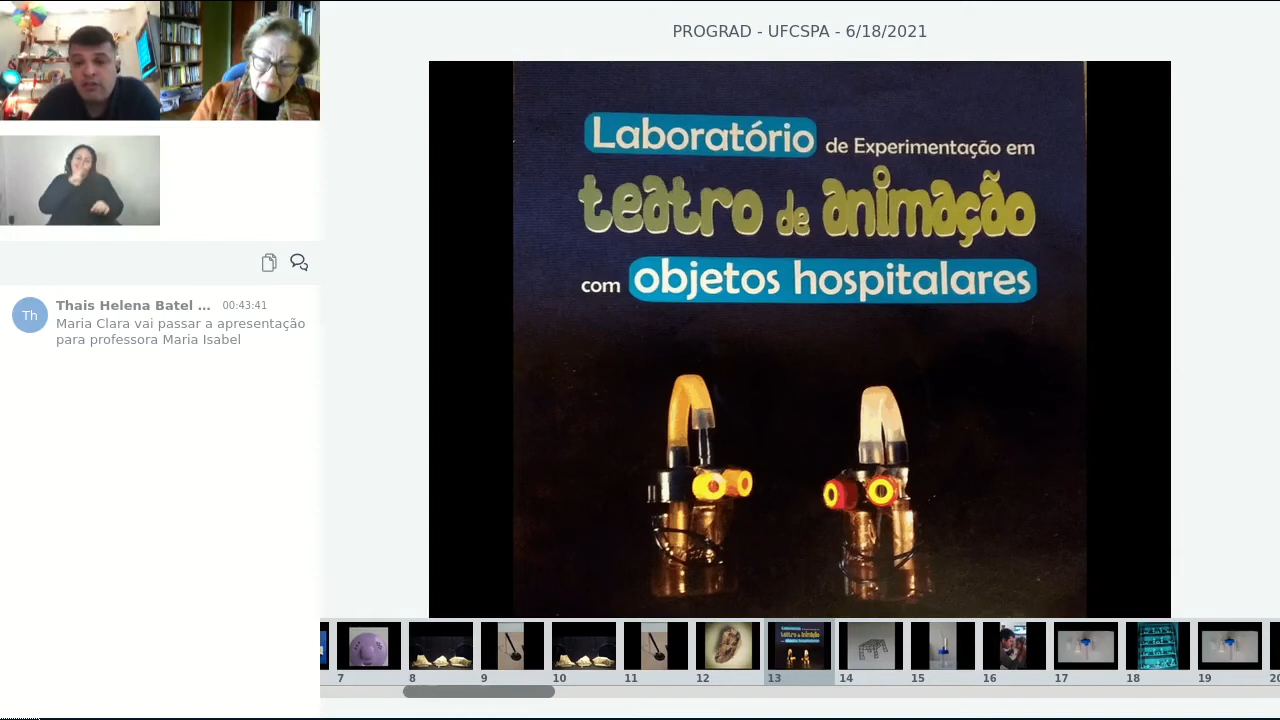 PROGRAD - UFCSPA - 6/18/2021
Laboratório de Experimentação em
teatro de animação
com objetos hospitalares
Th
Thais Helena Batel ... 00:43:41
Maria Clara vai passar a apresentação
para professora Maria Isabel
7 8 9 10 11 12 13 14 15 16 17 18 19 20